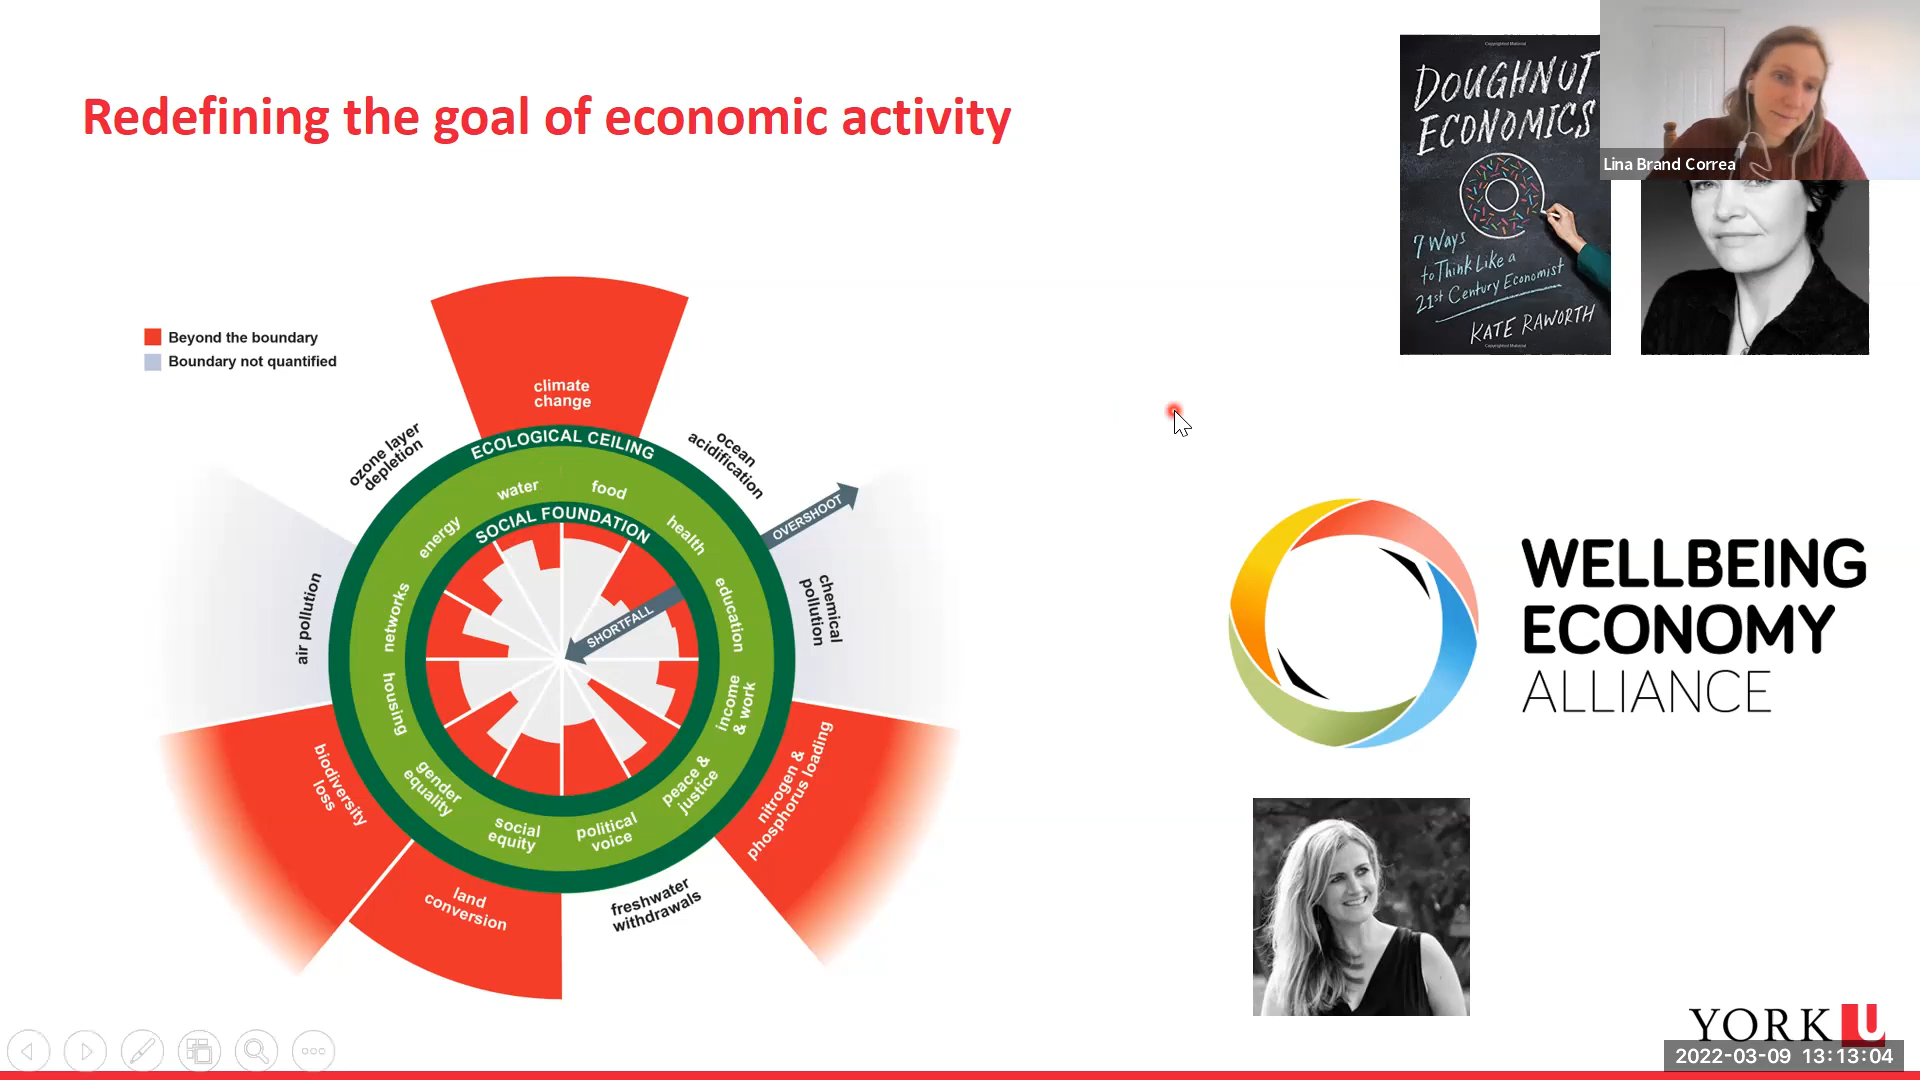 Redefining the goal of economic activity
Copyrighted Material
DOUGHNUT
ECONOMICS
7 Ways
to Think Like a
21st Century Economist
KATE RAWORTH
Copyrighted Material
Lina Brand Correa
Beyond the boundary
Boundary not quantified
climate
change
ozone layer
depletion
ocean
acidification
ECOLOGICAL CEILING
water
food
energy
health
SOCIAL FOUNDATION
OVERSHOOT
SHORTFALL
air pollution
networks
education
chemical
pollution
housing
income
& work
biodiversity
loss
gender
equality
social
equity
political
voice
peace &
justice
nitrogen &
phosphorus loading
land
conversion
freshwater
withdrawals
WELLBEING
ECONOMY
ALLIANCE
YORK U
2022-03-09 13:13:04